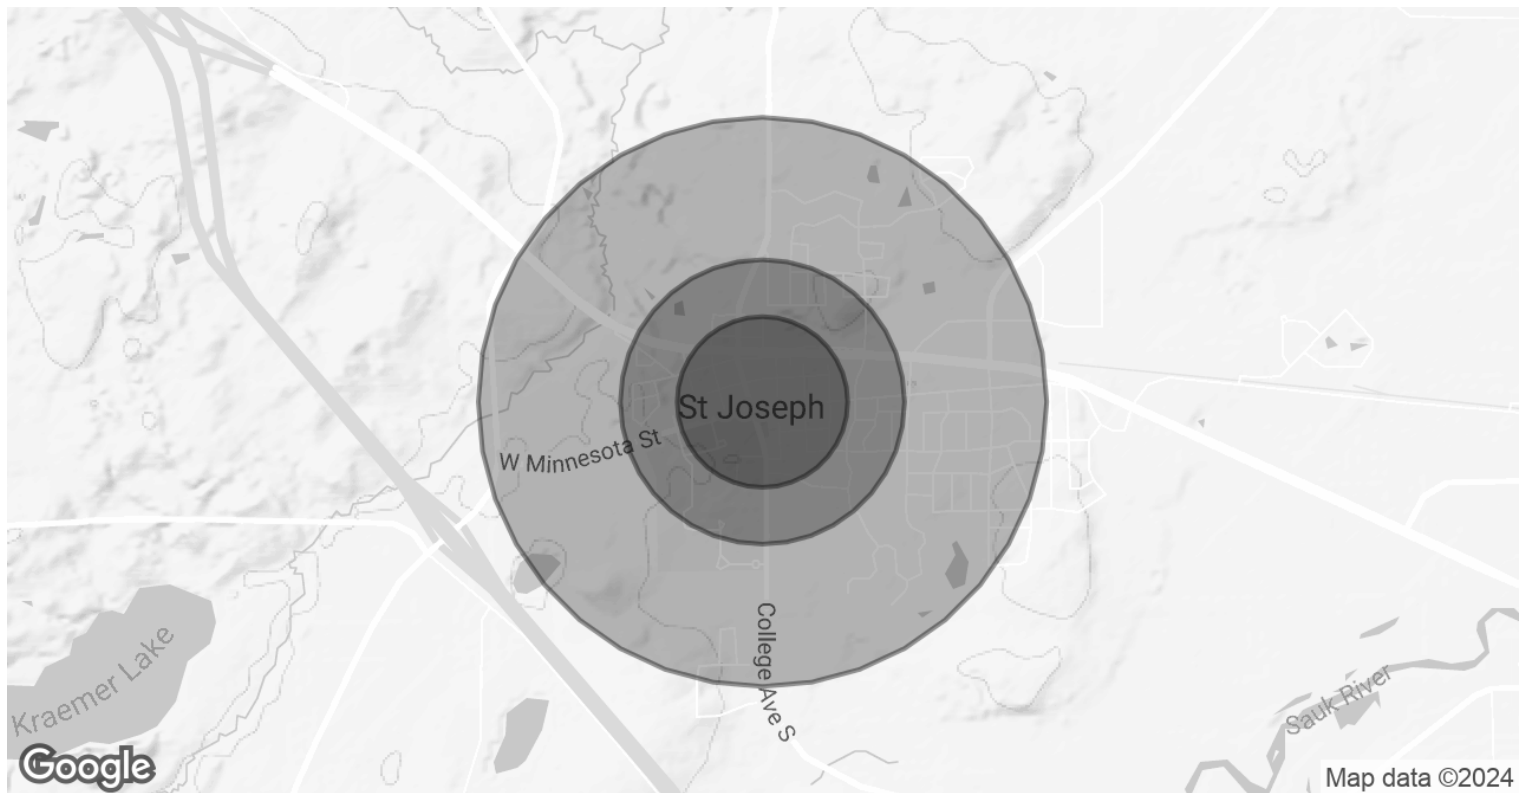 St Joseph
W Minnesota St
College Ave S
Kraemer Lake
Sauk River
Google
Map data ©2024